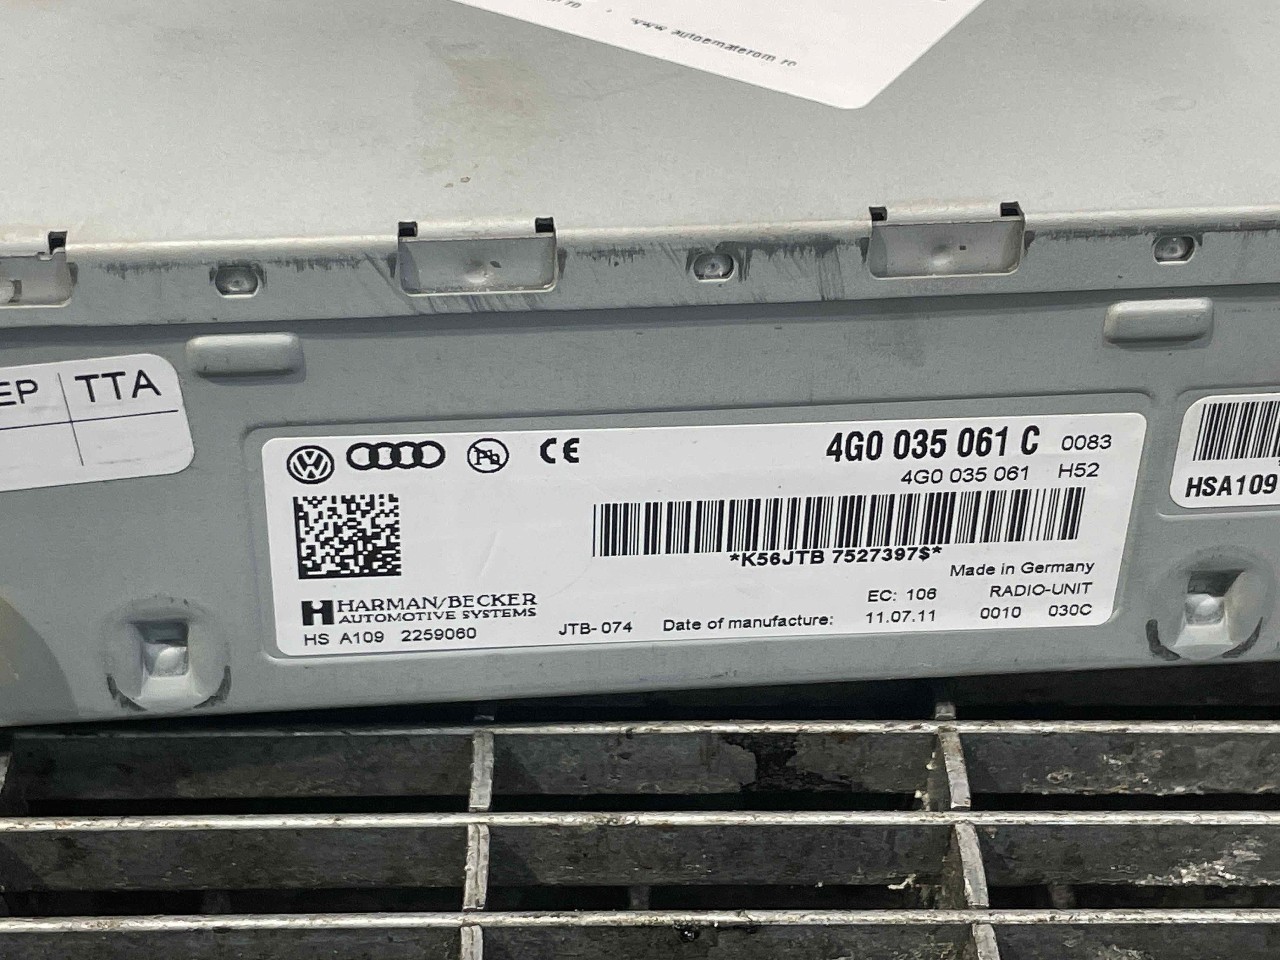 www.autoematerom.ro
EP TTA
4G0 035 061 C 0083
4G0 035 061 H52
*K56JTB 7527397$*
Made in Germany
HARMAN/BECKER
AUTOMOTIVE SYSTEMS
EC: 106 RADIO-UNIT
HS A109 2259060 JTB-074 Date of manufacture: 11.07.11 0010 030C
HSA109